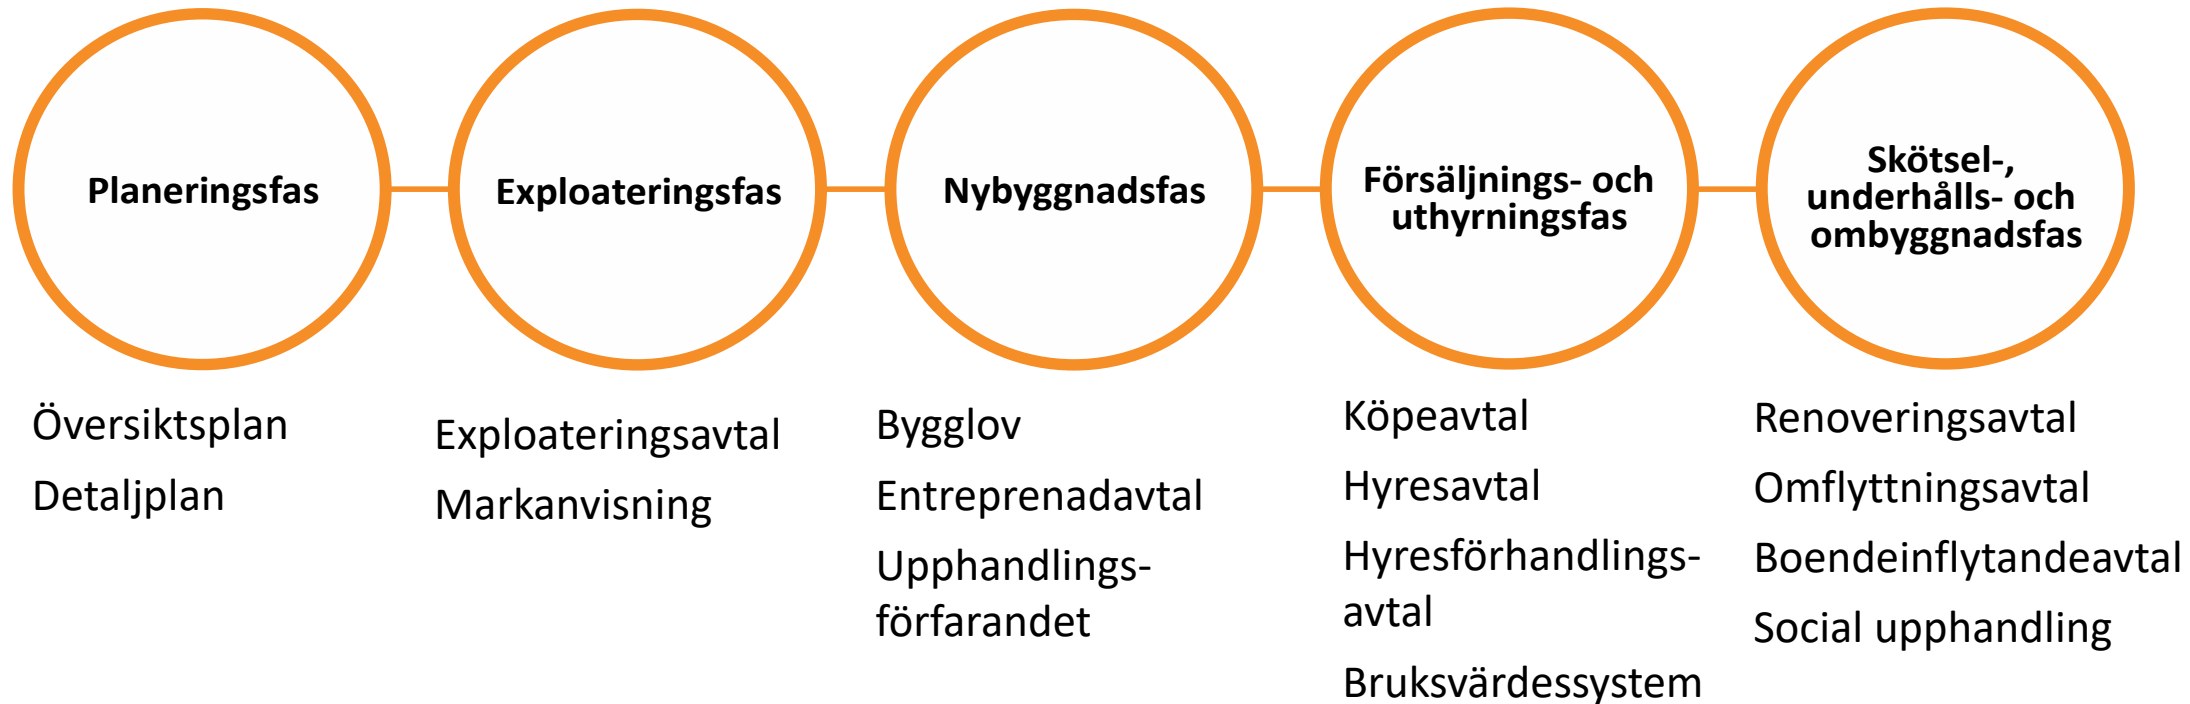 Planeringsfas
Exploateringsfas
Nybyggnadsfas
Försäljnings- och
uthyrningsfas
Skötsel-,
underhålls- och
ombyggnadsfas
Översiktsplan
Detaljplan
Exploateringsavtal
Markanvisning
Bygglov
Entreprenadavtal
Upphandlings-
förfarandet
Köpeavtal
Hyresavtal
Hyresförhandlings-
avtal
Bruksvärdessystem
Renoveringsavtal
Omflyttningsavtal
Boendeinflytandeavtal
Social upphandling